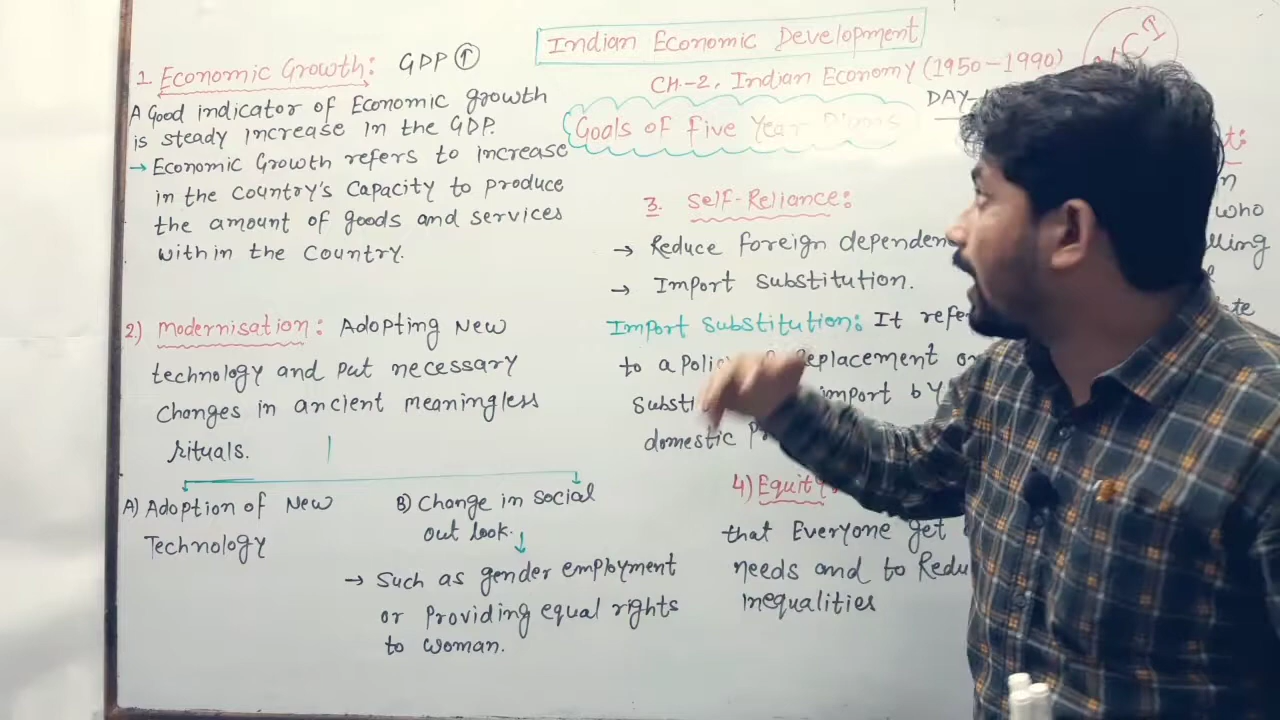 Indian Economic Development
CH.-2. Indian Economy (1950-1990)
DAY-
Goals of Five Year Plans
1. Economic Growth: GDP ↑
A Good indicator of Economic growth
is steady increase in the GDP.
→ Economic Growth refers to increase
in the Country's Capacity to produce
the amount of goods and services
within the Country.
2.) Modernisation: Adopting New
technology and put necessary
Changes in ancient meaningless
rituals.
A) Adoption of New
Technology
B) Change in social
out look.
→ Such as gender employment
or Providing equal rights
to woman.
3. Self-Reliance:
→ Reduce foreign dependen
→ Import Substitution.
Import Substitution: It refe
to a Polic Replacement o
Substi import by
domestic P
4) Equity
that Everyone get
needs and to Redu
inequalities
t:
n
who
lling
ate